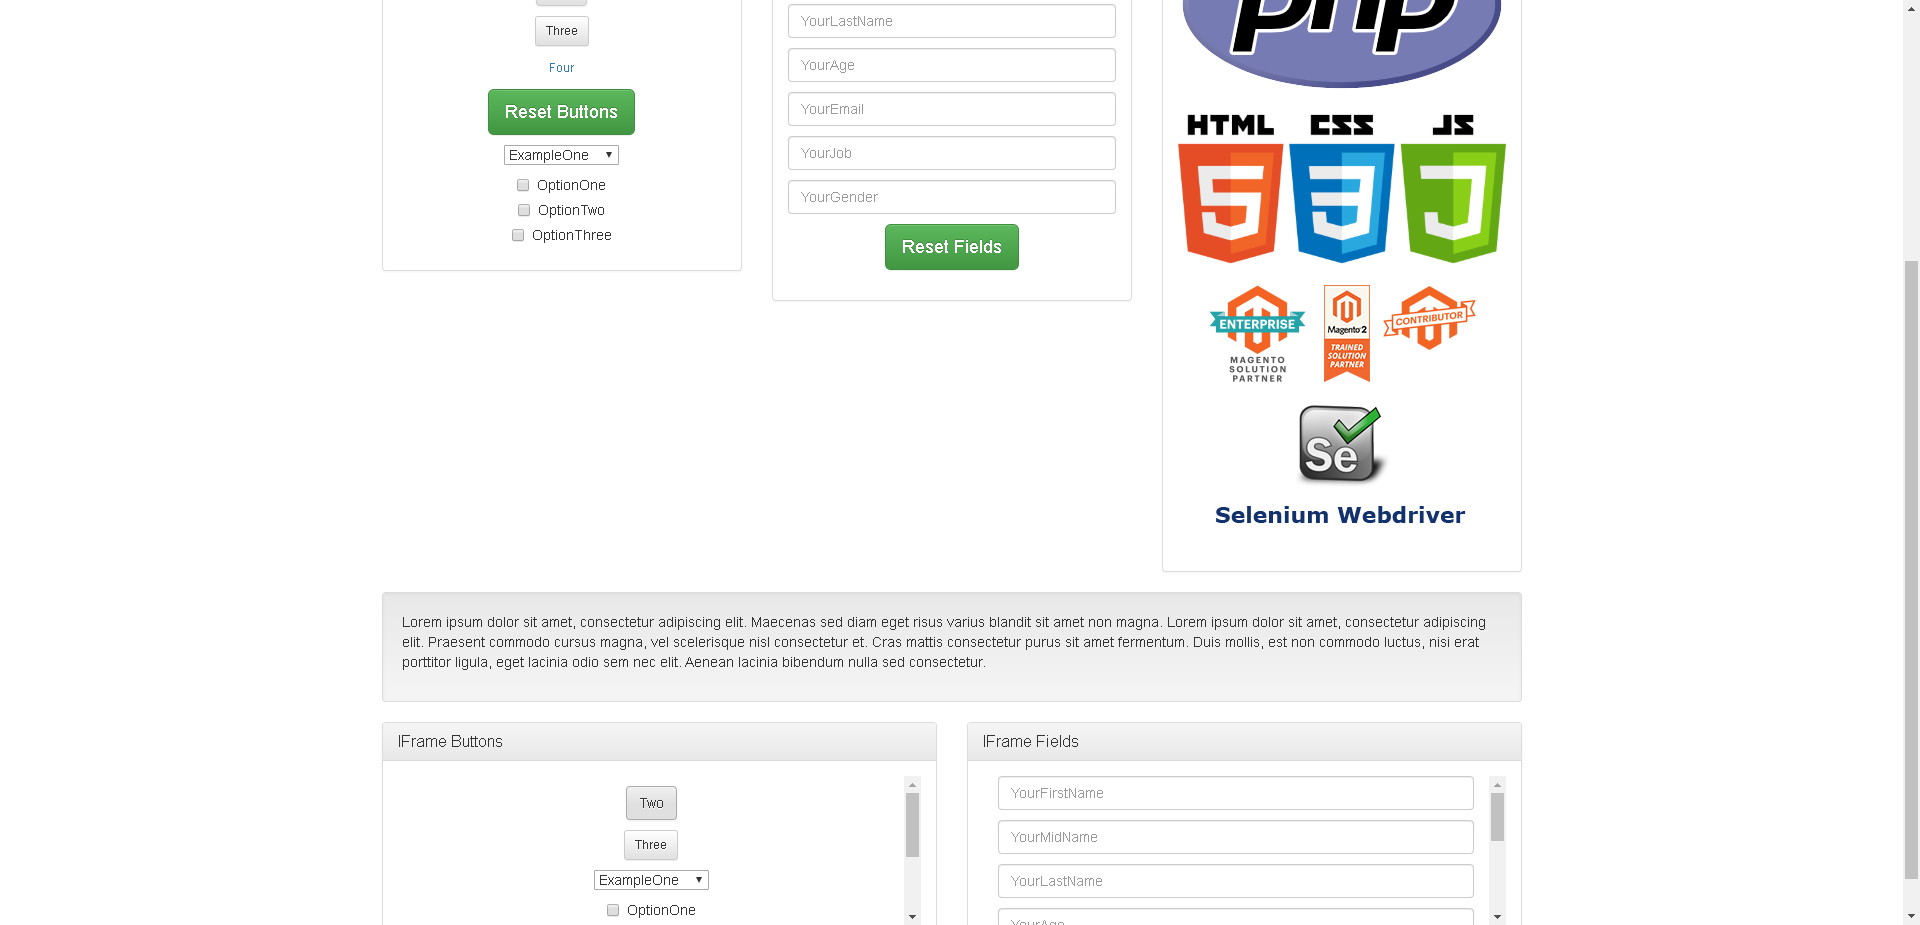 Three
Four
Reset Buttons
ExampleOne
OptionOne
OptionTwo
OptionThree
YourLastName
YourAge
YourEmail
YourJob
YourGender
Reset Fields
php
HTML CSS JS
5 3 J
ENTERPRISE
MAGENTO
SOLUTION
PARTNER
Magento 2
TRAINED
SOLUTION
PARTNER
CONTRIBUTOR
Se
Selenium Webdriver
Lorem ipsum dolor sit amet, consectetur adipiscing elit. Maecenas sed diam eget risus varius blandit sit amet non magna. Lorem ipsum dolor sit amet, consectetur adipiscing
elit. Praesent commodo cursus magna, vel scelerisque nisl consectetur et. Cras mattis consectetur purus sit amet fermentum. Duis mollis, est non commodo luctus, nisi erat
porttitor ligula, eget lacinia odio sem nec elit. Aenean lacinia bibendum nulla sed consectetur.
IFrame Buttons
Two
Three
ExampleOne
OptionOne
IFrame Fields
YourFirstName
YourMidName
YourLastName
YourAge